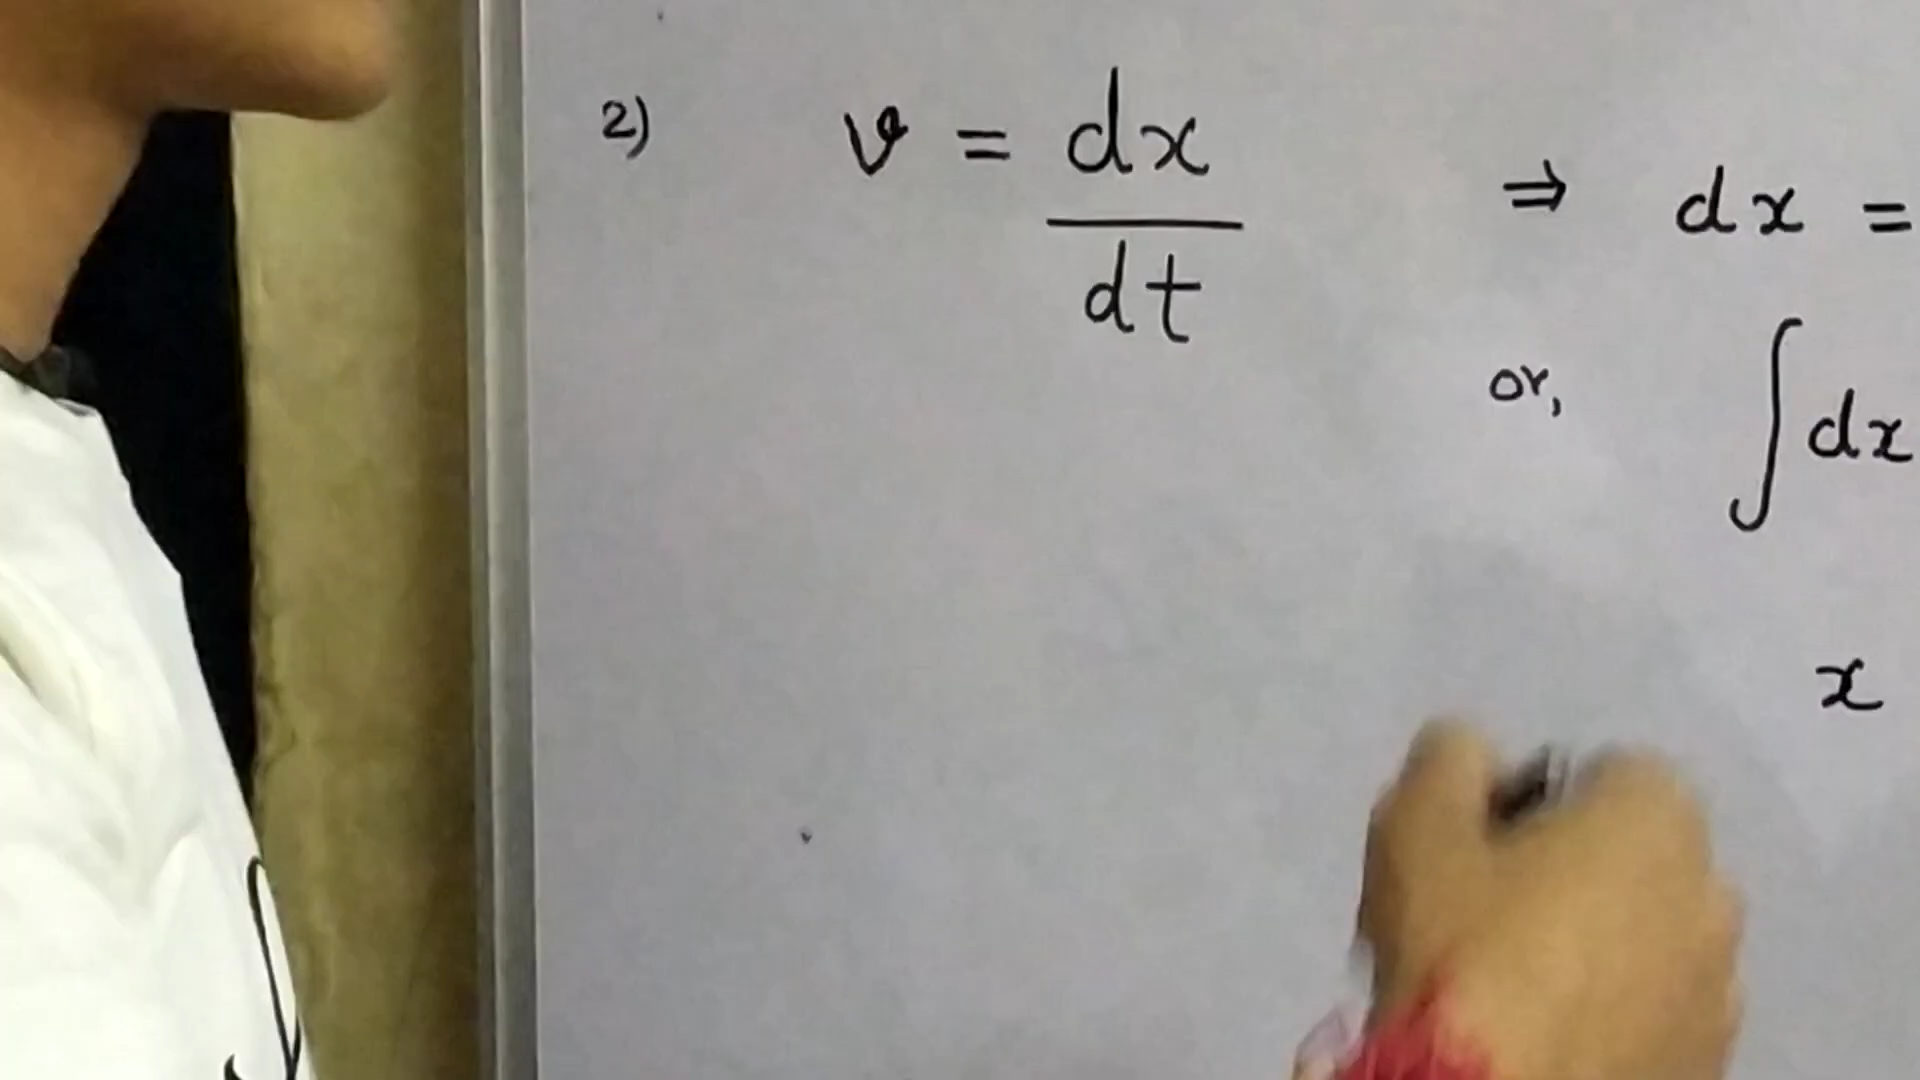 2) v = dx/dt ⇒ dx =
or, ∫dx
x